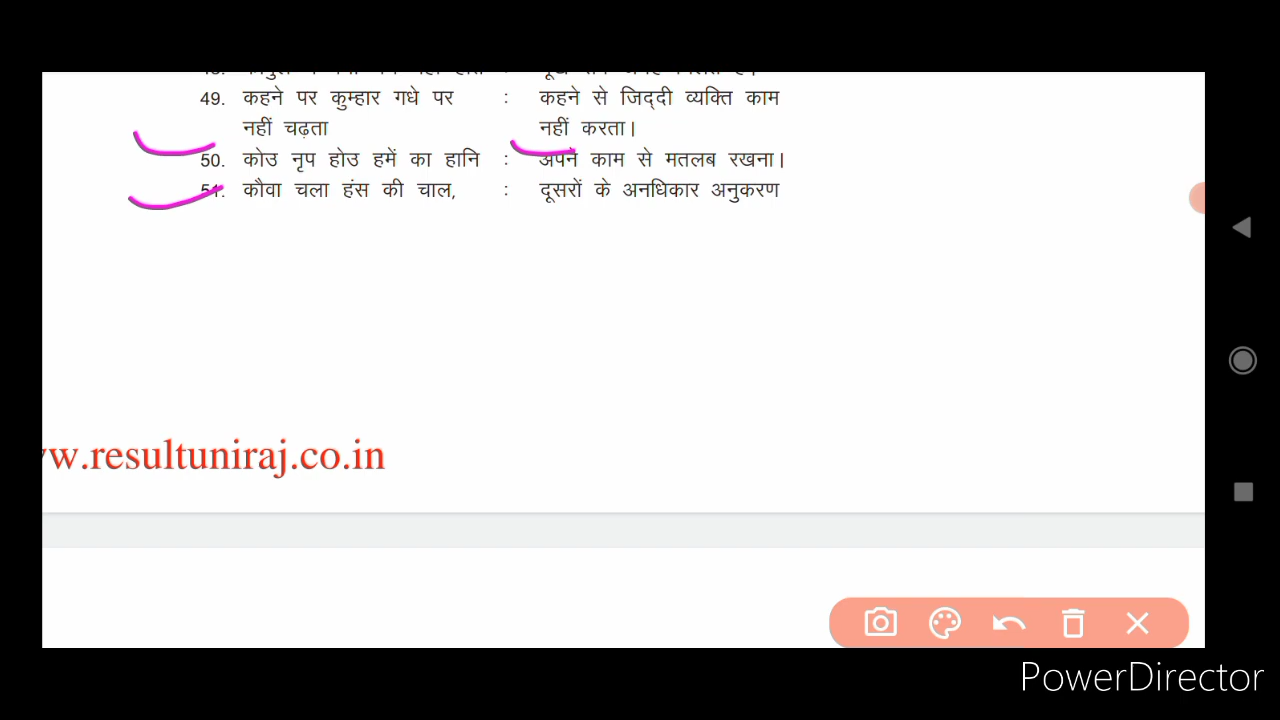 49. कहने पर कुम्हार गधे पर : कहने से जिद्दी व्यक्ति काम
नहीं चढ़ता नहीं करता।
50. कोउ नृप होउ हमें का हानि : अपने काम से मतलब रखना।
51. कौवा चला हंस की चाल, : दूसरों के अनधिकार अनुकरण
w.resultuniraj.co.in
PowerDirector